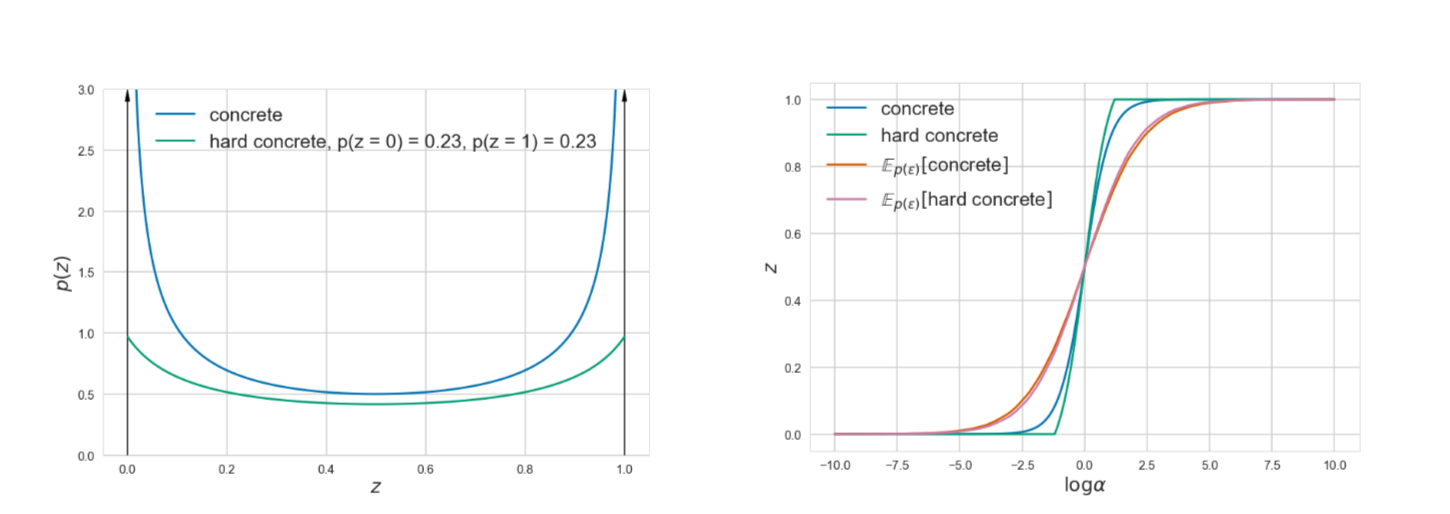 3.0
2.5
2.0
1.5
1.0
0.5
0.0
p(z)
concrete
hard concrete, p(z = 0) = 0.23, p(z = 1) = 0.23
0.0 0.2 0.4 0.6 0.8 1.0
z
1.0
0.8
0.6
0.4
0.2
0.0
z
concrete
hard concrete
𝔼p(ε)[concrete]
𝔼p(ε)[hard concrete]
−10.0 −7.5 −5.0 −2.5 0.0 2.5 5.0 7.5 10.0
logα